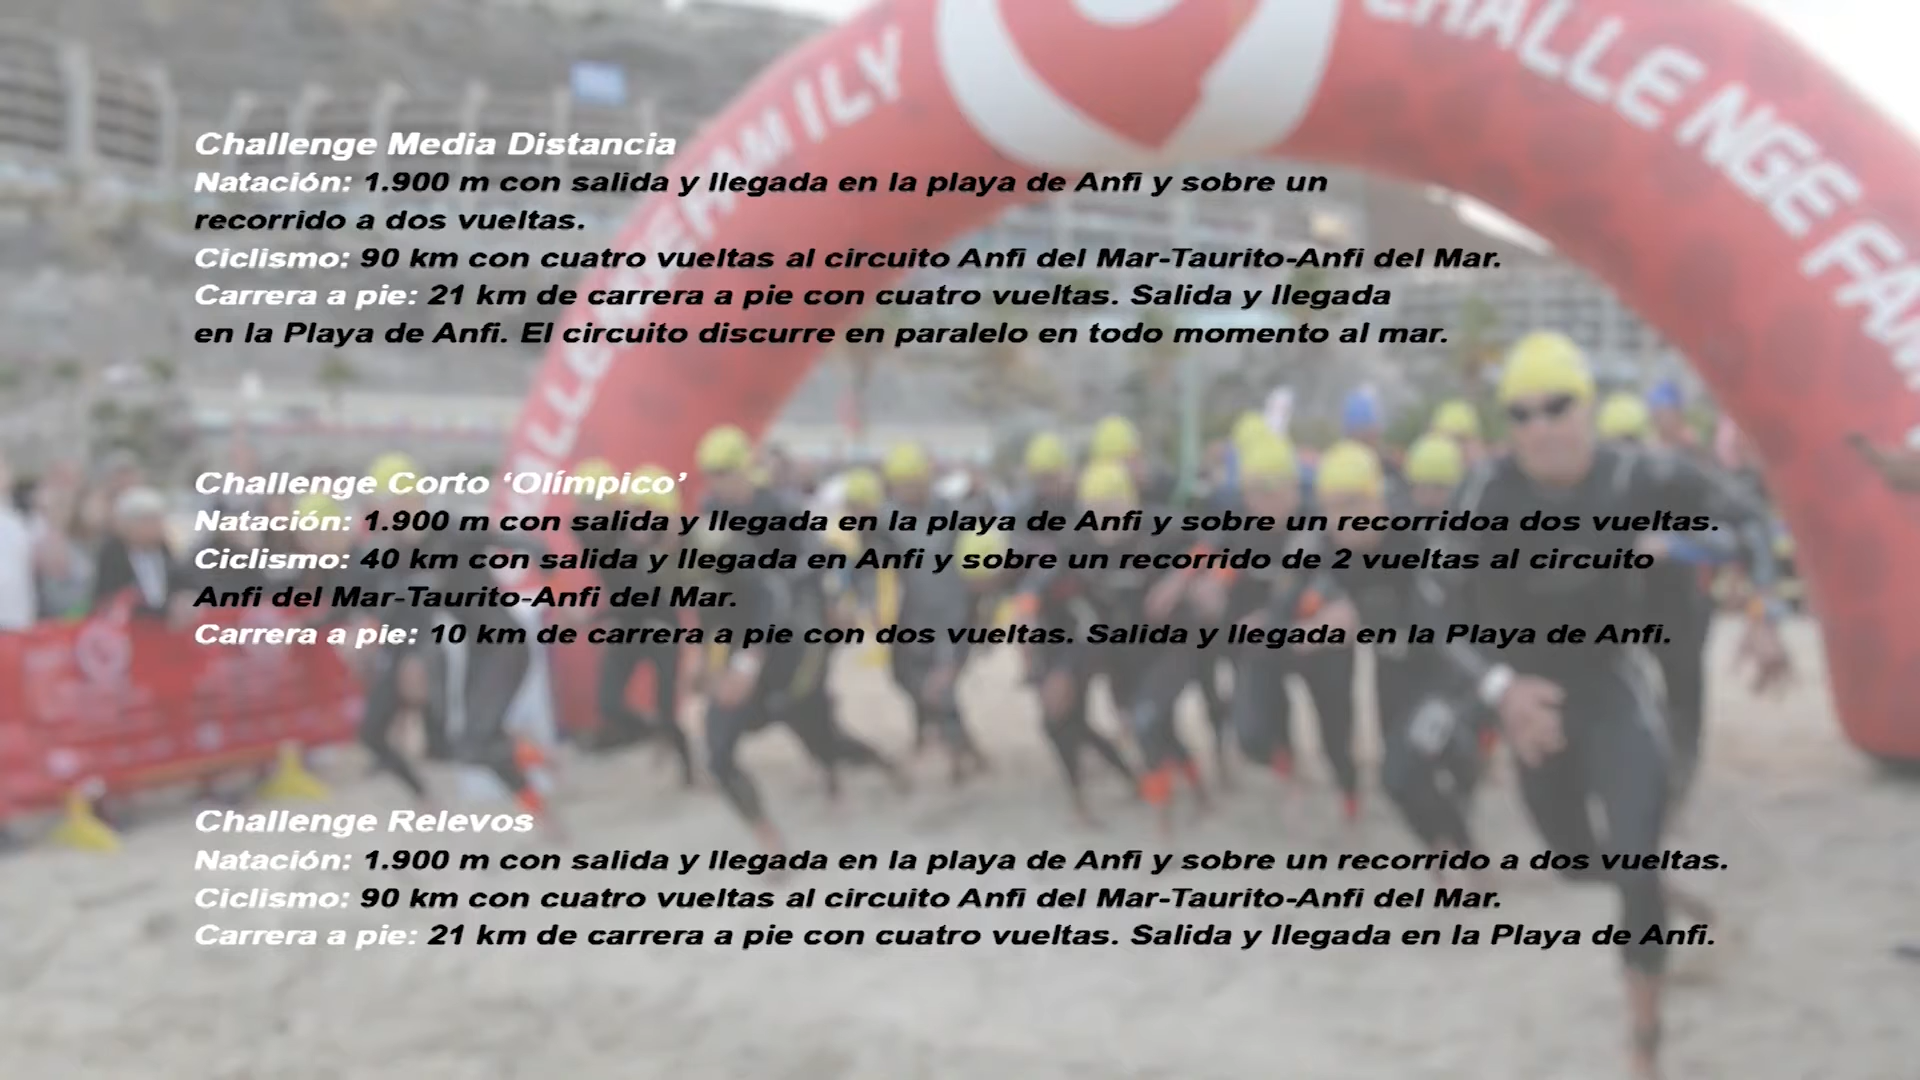 CHALLENGE FAMILY
CHALLENGE FAM
Challenge Media Distancia
Natación: 1.900 m con salida y llegada en la playa de Anfi y sobre un
recorrido a dos vueltas.
Ciclismo: 90 km con cuatro vueltas al circuito Anfi del Mar-Taurito-Anfi del Mar.
Carrera a pie: 21 km de carrera a pie con cuatro vueltas. Salida y llegada
en la Playa de Anfi. El circuito discurre en paralelo en todo momento al mar.
Challenge Corto ‘Olímpico’
Natación: 1.900 m con salida y llegada en la playa de Anfi y sobre un recorridoa dos vueltas.
Ciclismo: 40 km con salida y llegada en Anfi y sobre un recorrido de 2 vueltas al circuito
Anfi del Mar-Taurito-Anfi del Mar.
Carrera a pie: 10 km de carrera a pie con dos vueltas. Salida y llegada en la Playa de Anfi.
Challenge Relevos
Natación: 1.900 m con salida y llegada en la playa de Anfi y sobre un recorrido a dos vueltas.
Ciclismo: 90 km con cuatro vueltas al circuito Anfi del Mar-Taurito-Anfi del Mar.
Carrera a pie: 21 km de carrera a pie con cuatro vueltas. Salida y llegada en la Playa de Anfi.